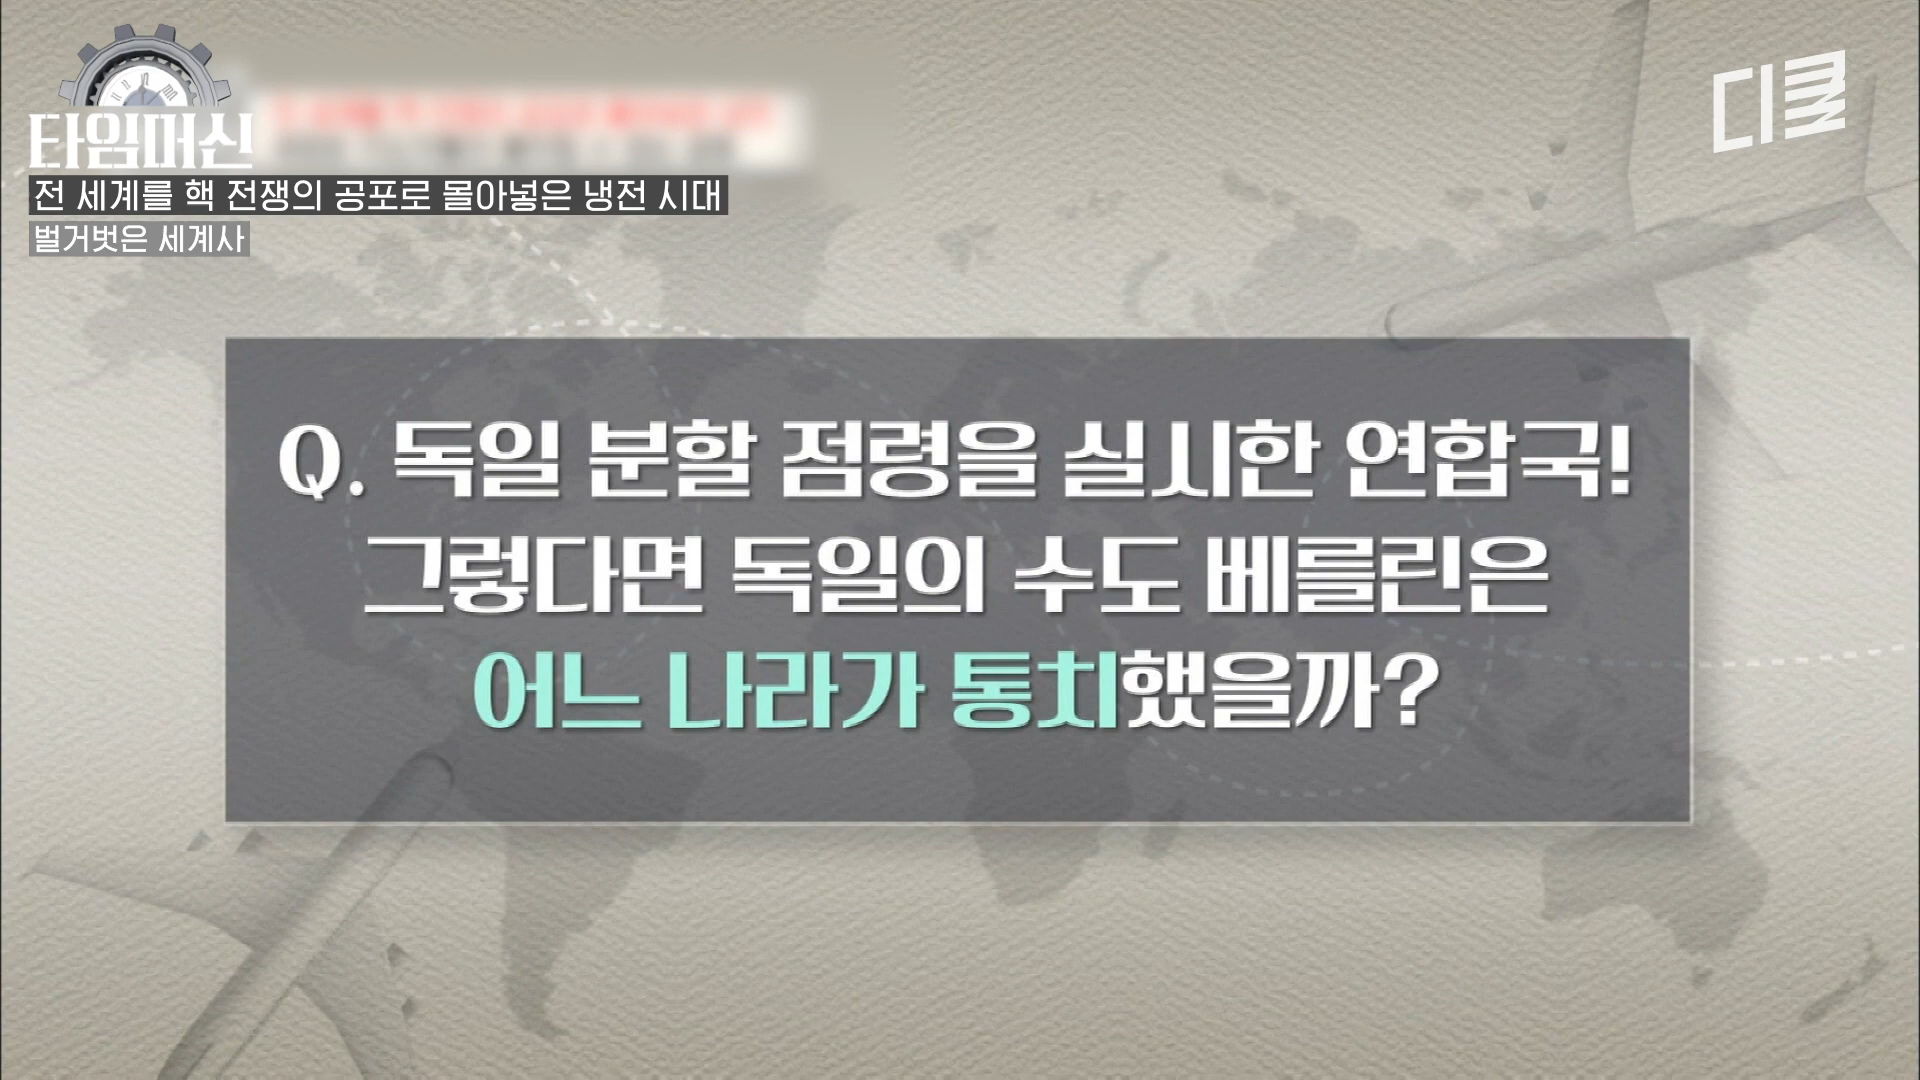 타임머신
디클
전 세계를 핵 전쟁의 공포로 몰아넣은 냉전 시대
벌거벗은 세계사
Q. 독일 분할 점령을 실시한 연합국!
그렇다면 독일의 수도 베를린은
어느 나라가 통치했을까?